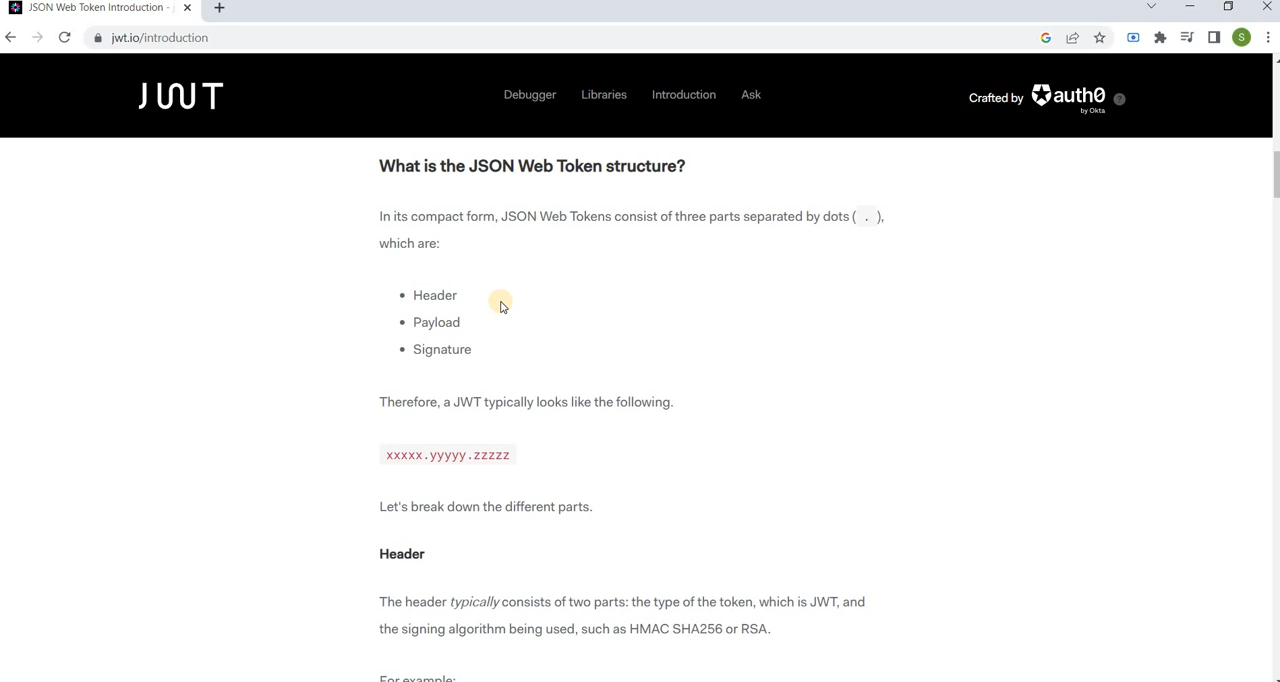 JSON Web Token Introduction -
jwt.io/introduction
S
JWT
Debugger
Libraries
Introduction
Ask
Crafted by
auth0
by Okta
?
What is the JSON Web Token structure?
In its compact form, JSON Web Tokens consist of three parts separated by dots ( . ),
which are:
• Header
• Payload
• Signature
Therefore, a JWT typically looks like the following.
xxxxx.yyyyy.zzzzz
Let's break down the different parts.
Header
The header typically consists of two parts: the type of the token, which is JWT, and
the signing algorithm being used, such as HMAC SHA256 or RSA.
For example: